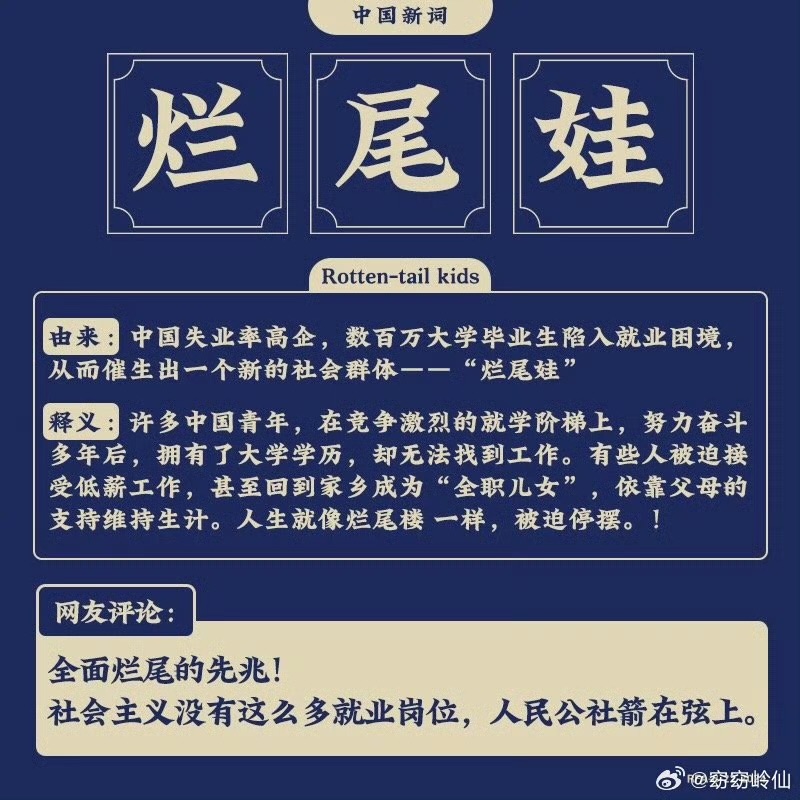 中国新词
烂尾娃
Rotten-tail kids
由来：中国失业率高企，数百万大学毕业生陷入就业困境，
从而催生出一个新的社会群体——“烂尾娃”
释义：许多中国青年，在竞争激烈的就学阶梯上，努力奋斗
多年后，拥有了大学学历，却无法找到工作。有些人被迫接
受低薪工作，甚至回到家乡成为“全职儿女”，依靠父母的
支持维持生计。人生就像烂尾楼 一样，被迫停摆。！
网友评论：
全面烂尾的先兆！
社会主义没有这么多就业岗位，人民公社箭在弦上。
@窈窈岭仙